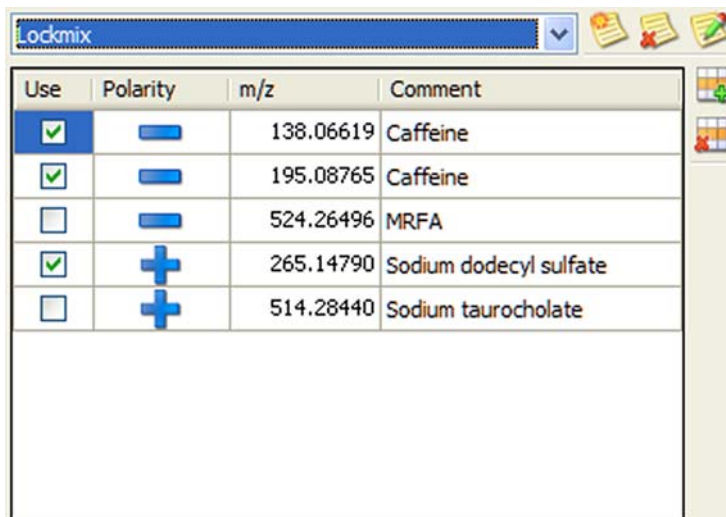 Lockmix
Use Polarity m/z Comment
138.06619 Caffeine
195.08765 Caffeine
524.26496 MRFA
265.14790 Sodium dodecyl sulfate
514.28440 Sodium taurocholate